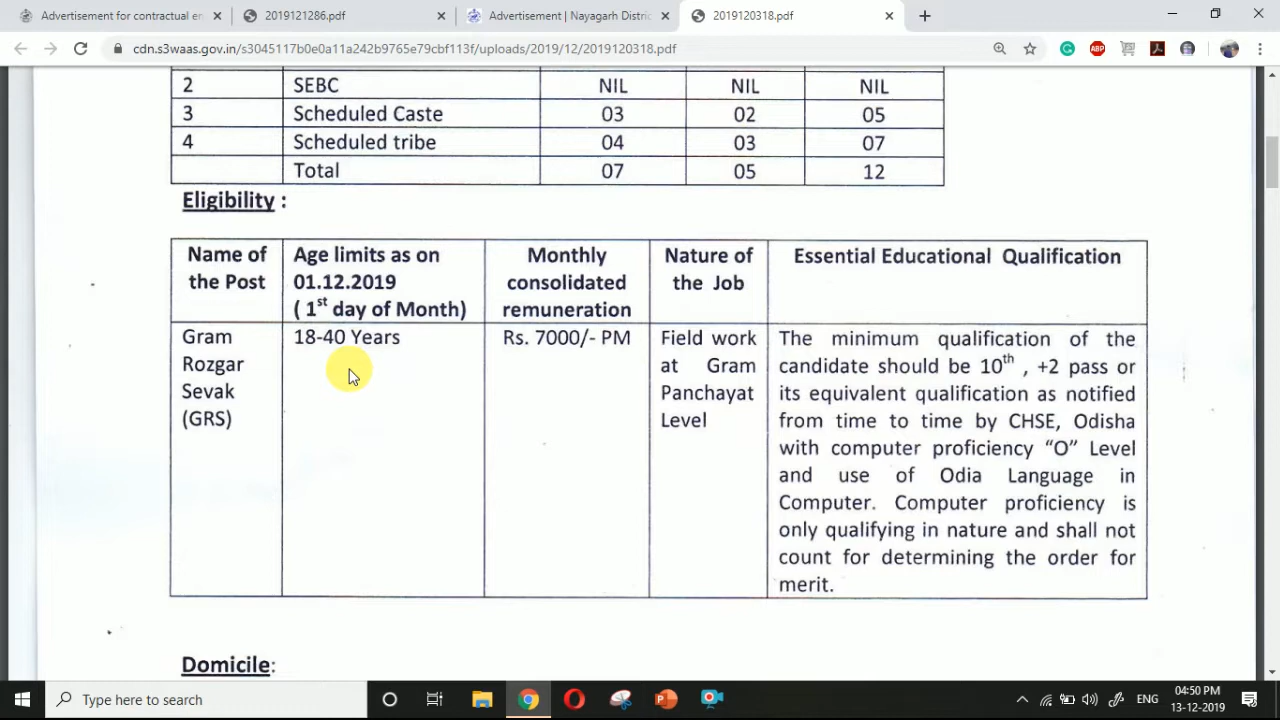 Advertisement for contractual en
2019121286.pdf
Advertisement | Nayagarh Distric
2019120318.pdf
cdn.s3waas.gov.in/s3045117b0e0a11a242b9765e79cbf113f/uploads/2019/12/2019120318.pdf
2 SEBC NIL NIL NIL
3 Scheduled Caste 03 02 05
4 Scheduled tribe 04 03 07
Total 07 05 12
Eligibility :
Name of the Post
Age limits as on
01.12.2019
( 1st day of Month)
Monthly
consolidated
remuneration
Nature of
the Job
Essential Educational Qualification
Gram
Rozgar
Sevak
(GRS)
18-40 Years
Rs. 7000/- PM
Field work
at Gram
Panchayat
Level
The minimum qualification of the
candidate should be 10th , +2 pass or
its equivalent qualification as notified
from time to time by CHSE, Odisha
with computer proficiency “O” Level
and use of Odia Language in
Computer. Computer proficiency is
only qualifying in nature and shall not
count for determining the order for
merit.
Domicile:
Type here to search
ENG
04:50 PM
13-12-2019